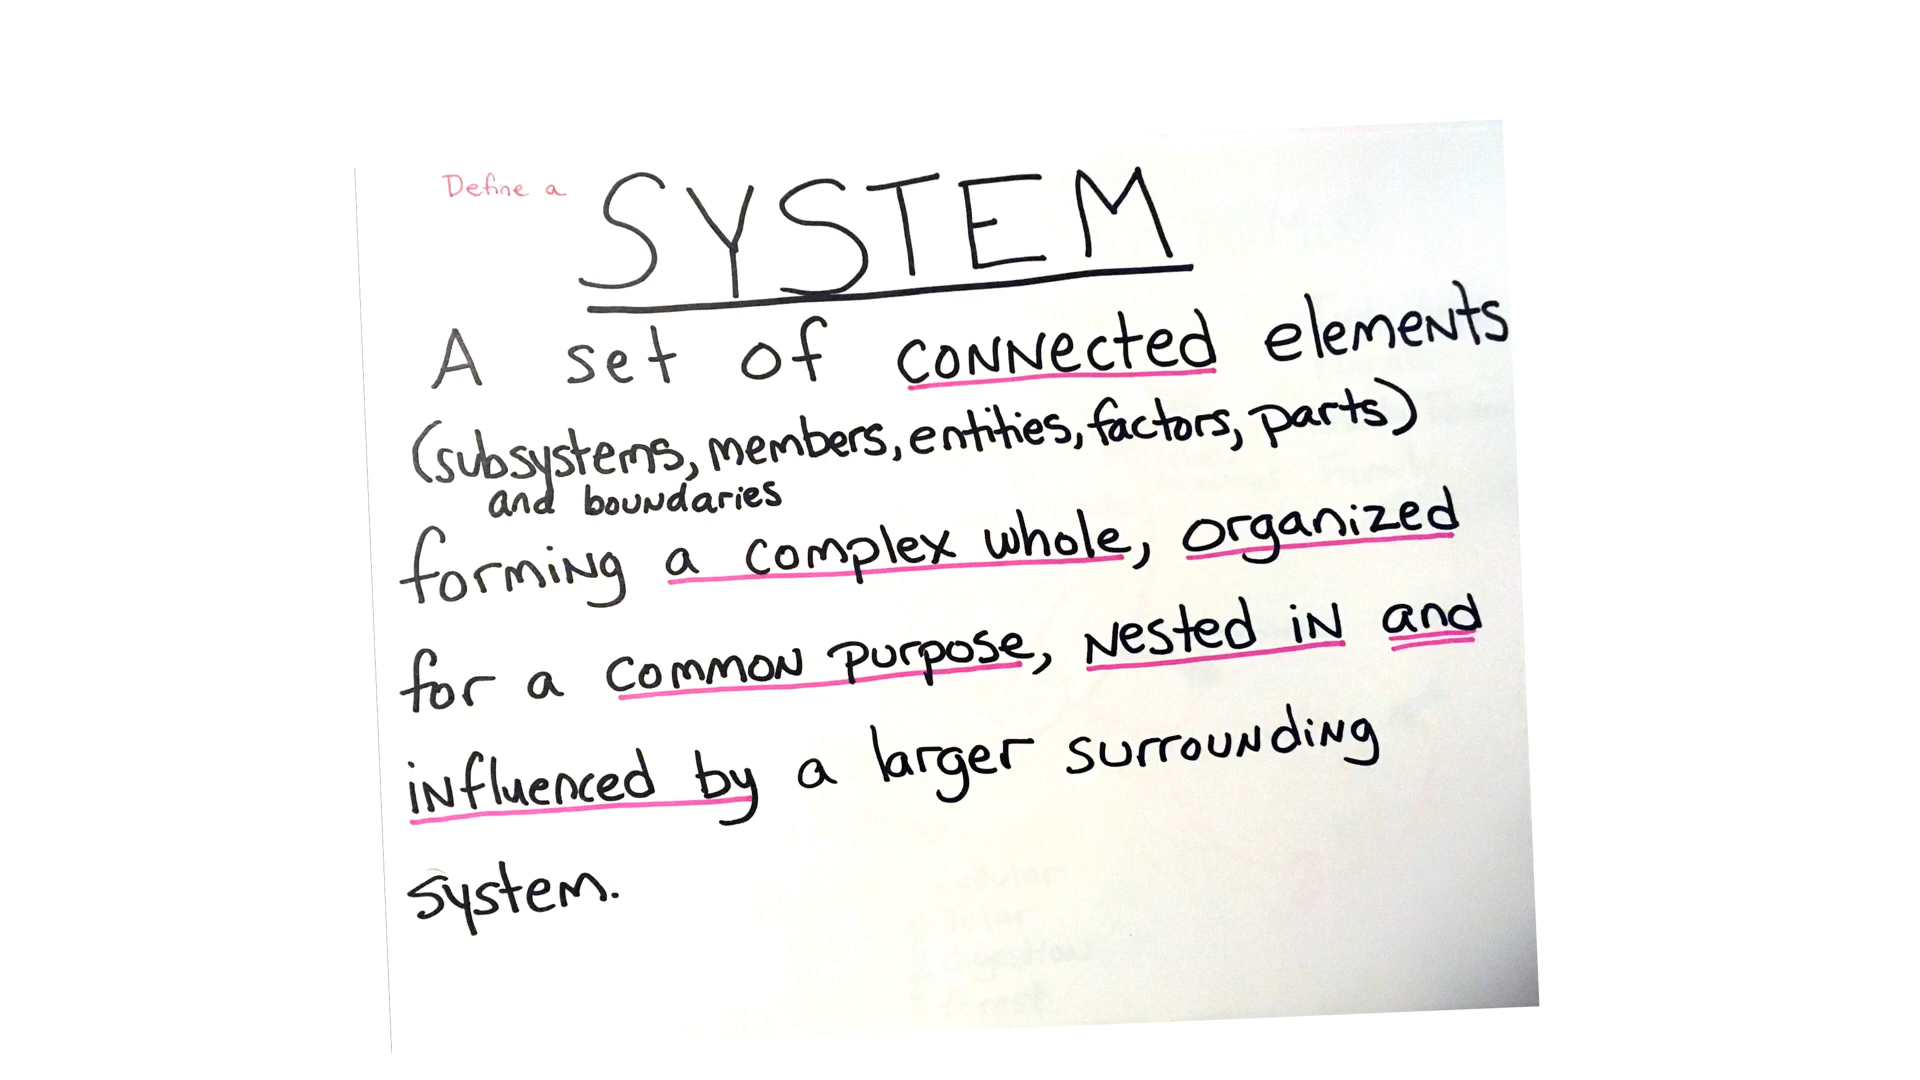 Define a SYSTEM
A set of connected elements
(subsystems, members, entities, factors, parts)
and boundaries
forming a complex whole, organized
for a common purpose, nested in and
influenced by a larger surrounding
system.
forest